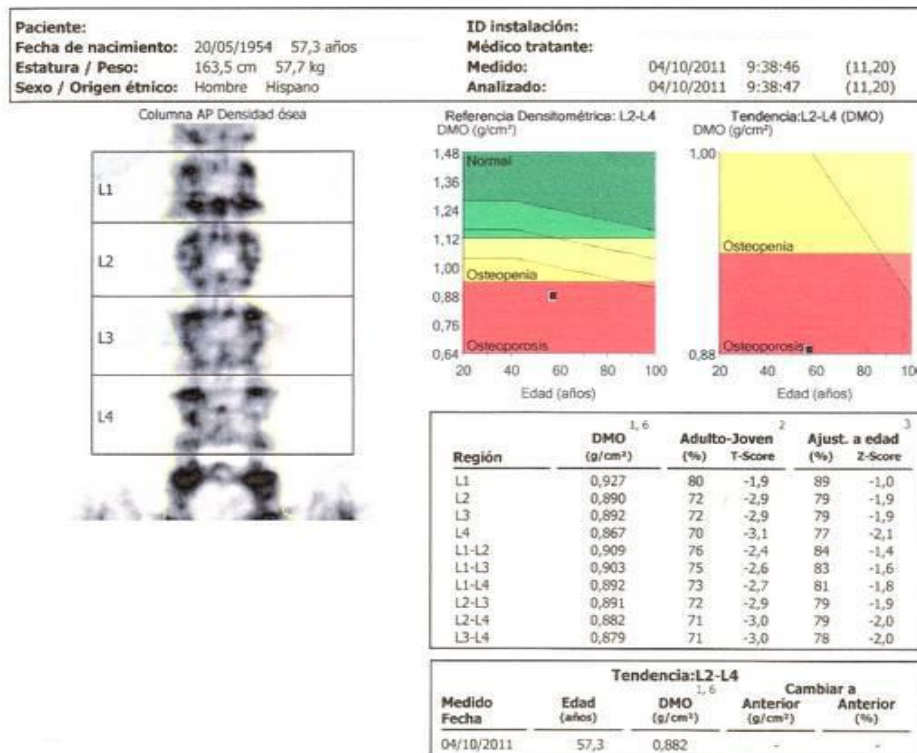 Paciente: ID instalación:
Fecha de nacimiento: 20/05/1954 57,3 años Médico tratante:
Estatura / Peso: 163,5 cm 57,7 kg Medido: 04/10/2011 9:38:46 (11,20)
Sexo / Origen étnico: Hombre Hispano Analizado: 04/10/2011 9:38:47 (11,20)
Columna AP Densidad ósea
L1
L2
L3
L4
Referencia Densitométrica: L2-L4
DMO (g/cm²)
1,48
Normal
1,36
1,24
1,12
1,00
Osteopenia
0,88
0,76
Osteoporosis
0,64
20 40 60 80 100
Edad (años)
Tendencia:L2-L4 (DMO)
DMO (g/cm²)
1,00
Osteopenia
Osteoporosis
0,88
20 40 60 80 100
Edad (años)
1, 6 2 3
DMO Adulto-Joven Ajust. a edad
Región (g/cm²) (%) T-Score (%) Z-Score
L1 0,927 80 -1,9 89 -1,0
L2 0,890 72 -2,9 79 -1,9
L3 0,892 72 -2,9 79 -1,9
L4 0,867 70 -3,1 77 -2,1
L1-L2 0,909 76 -2,4 84 -1,4
L1-L3 0,903 75 -2,6 83 -1,6
L1-L4 0,892 73 -2,7 81 -1,8
L2-L3 0,891 72 -2,9 79 -1,9
L2-L4 0,882 71 -3,0 79 -2,0
L3-L4 0,879 71 -3,0 78 -2,0
Tendencia:L2-L4
1, 6 Cambiar a
Medido Edad DMO Anterior Anterior
Fecha (años) (g/cm²) (g/cm²) (%)
04/10/2011 57,3 0,882 - -